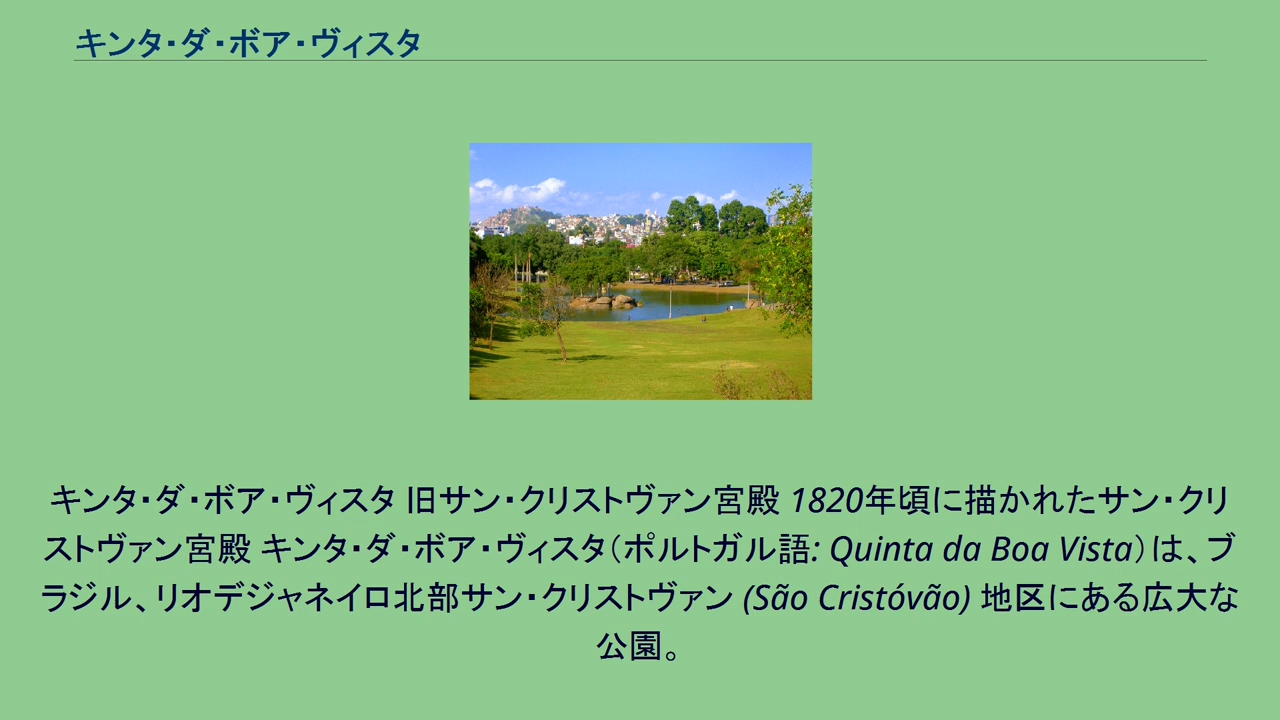 キンタ・ダ・ボア・ヴィスタ
キンタ・ダ・ボア・ヴィスタ 旧サン・クリストヴァン宮殿 1820年頃に描かれたサン・クリ
ストヴァン宮殿 キンタ・ダ・ボア・ヴィスタ（ポルトガル語: Quinta da Boa Vista）は、ブ
ラジル、リオデジャネイロ北部サン・クリストヴァン (São Cristóvão) 地区にある広大な
公園。